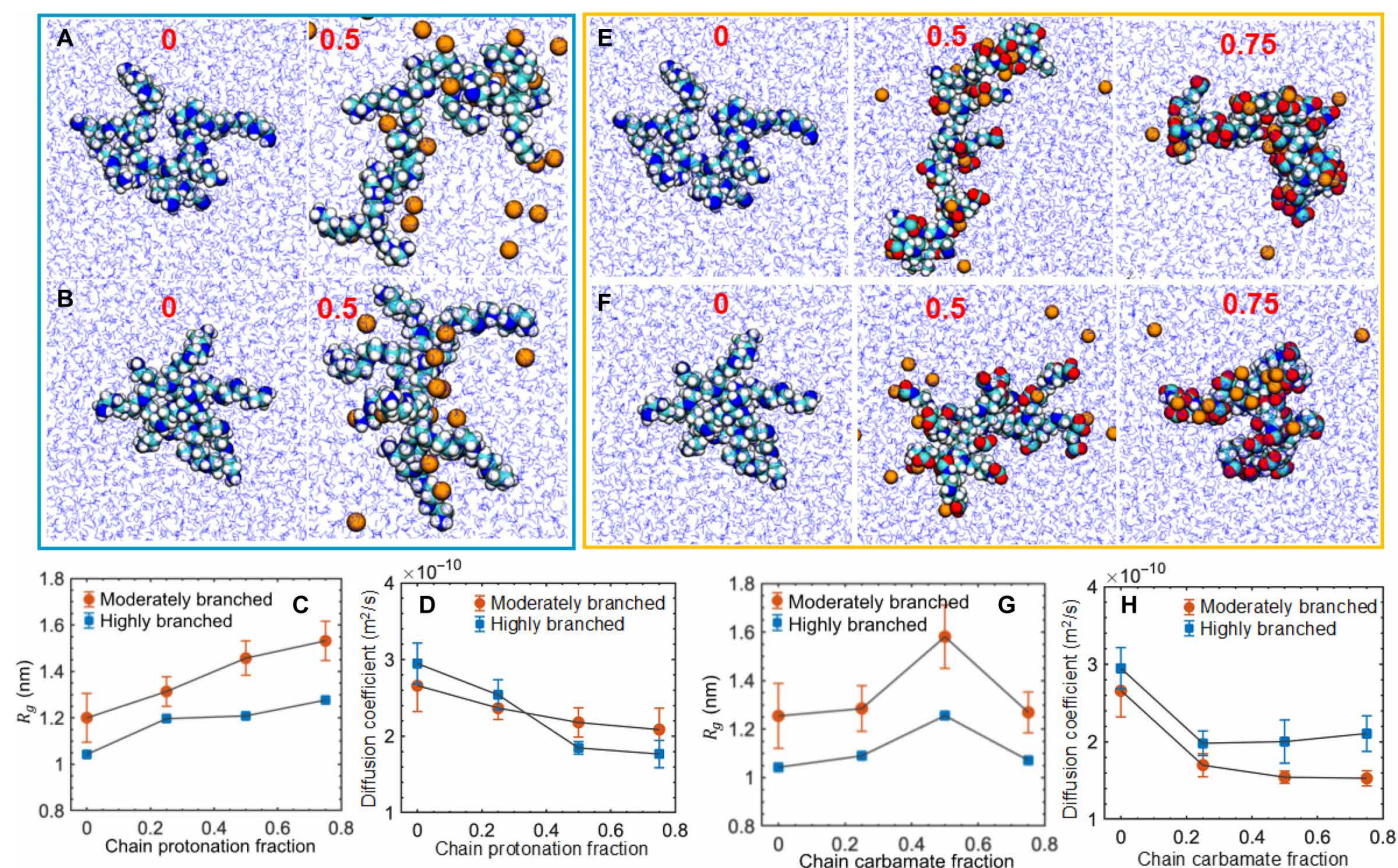 A
0
0.5
E
0
0.5
0.75
B
0
0.5
F
0
0.5
0.75
1.8
1.6
1.4
1.2
1
0.8
R_g (nm)
Moderately branched
Highly branched
C
0
0.2
0.4
0.6
0.8
Chain protonation fraction
×10⁻¹⁰
4
3
2
1
Diffusion coefficient (m²/s)
D
Moderately branched
Highly branched
0
0.2
0.4
0.6
0.8
Chain protonation fraction
1.8
1.6
1.4
1.2
1
0.8
R_g (nm)
Moderately branched
Highly branched
G
0
0.2
0.4
0.6
0.8
Chain carbamate fraction
×10⁻¹⁰
4
3
2
1
Diffusion coefficient (m²/s)
H
Moderately branched
Highly branched
0
0.2
0.4
0.6
0.8
Chain carbamate fraction